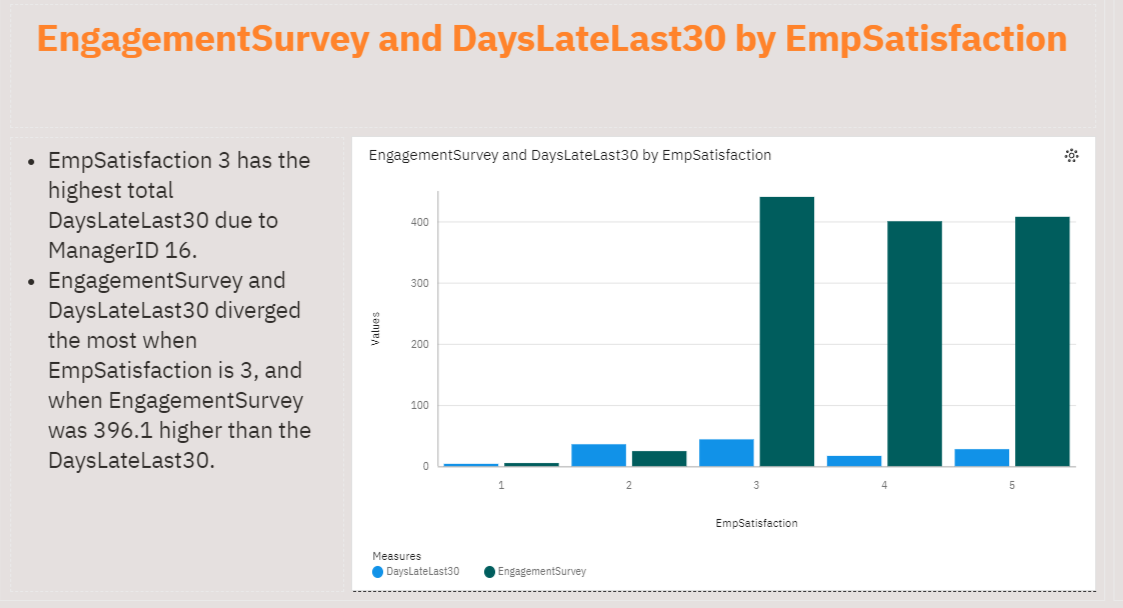 EngagementSurvey and DaysLateLast30 by EmpSatisfaction
• EmpSatisfaction 3 has the
highest total
DaysLateLast30 due to
ManagerID 16.
• EngagementSurvey and
DaysLateLast30 diverged
the most when
EmpSatisfaction is 3, and
when EngagementSurvey
was 396.1 higher than the
DaysLateLast30.
EngagementSurvey and DaysLateLast30 by EmpSatisfaction
Values
400
300
200
100
0
1 2 3 4 5
EmpSatisfaction
Measures
DaysLateLast30 EngagementSurvey